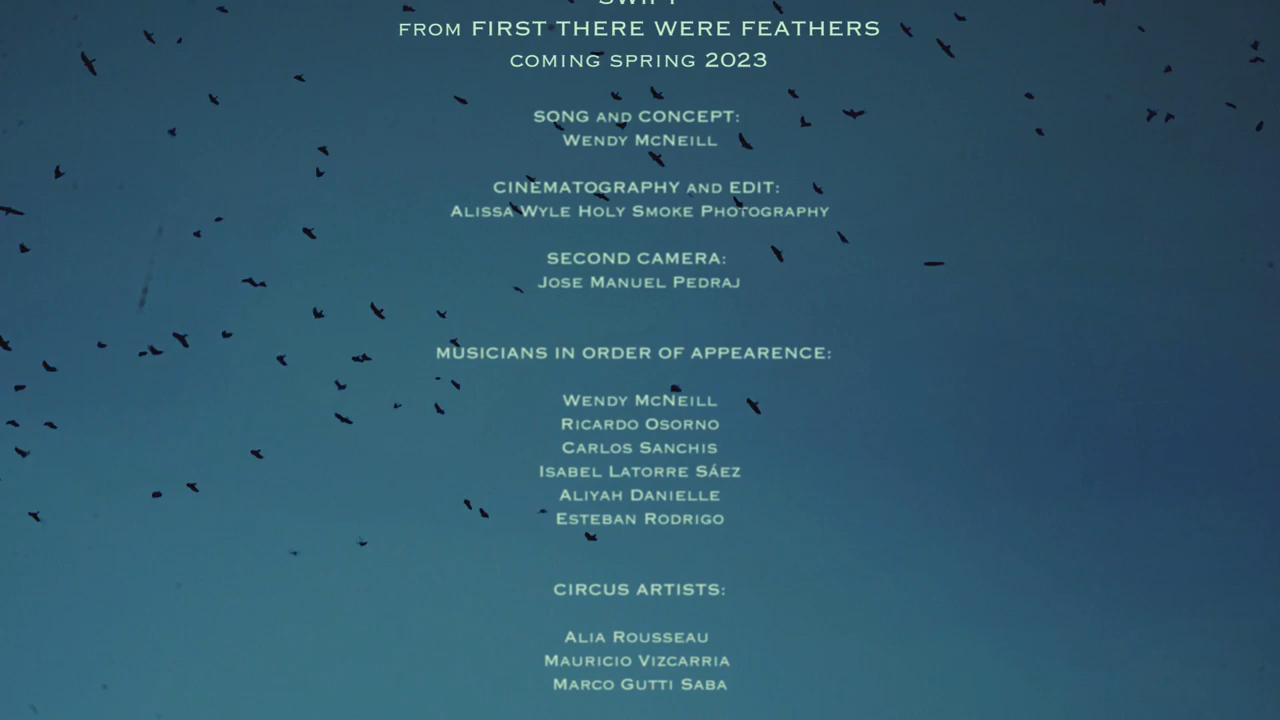 SWIFT
FROM FIRST THERE WERE FEATHERS
COMING SPRING 2023
SONG AND CONCEPT:
WENDY MCNEILL
CINEMATOGRAPHY AND EDIT:
ALISSA WYLE HOLY SMOKE PHOTOGRAPHY
SECOND CAMERA:
JOSE MANUEL PEDRAJ
MUSICIANS IN ORDER OF APPEARENCE:
WENDY MCNEILL
RICARDO OSORNO
CARLOS SANCHIS
ISABEL LATORRE SÁEZ
ALIYAH DANIELLE
ESTEBAN RODRIGO
CIRCUS ARTISTS:
ALIA ROUSSEAU
MAURICIO VIZCARRIA
MARCO GUTTI SABA